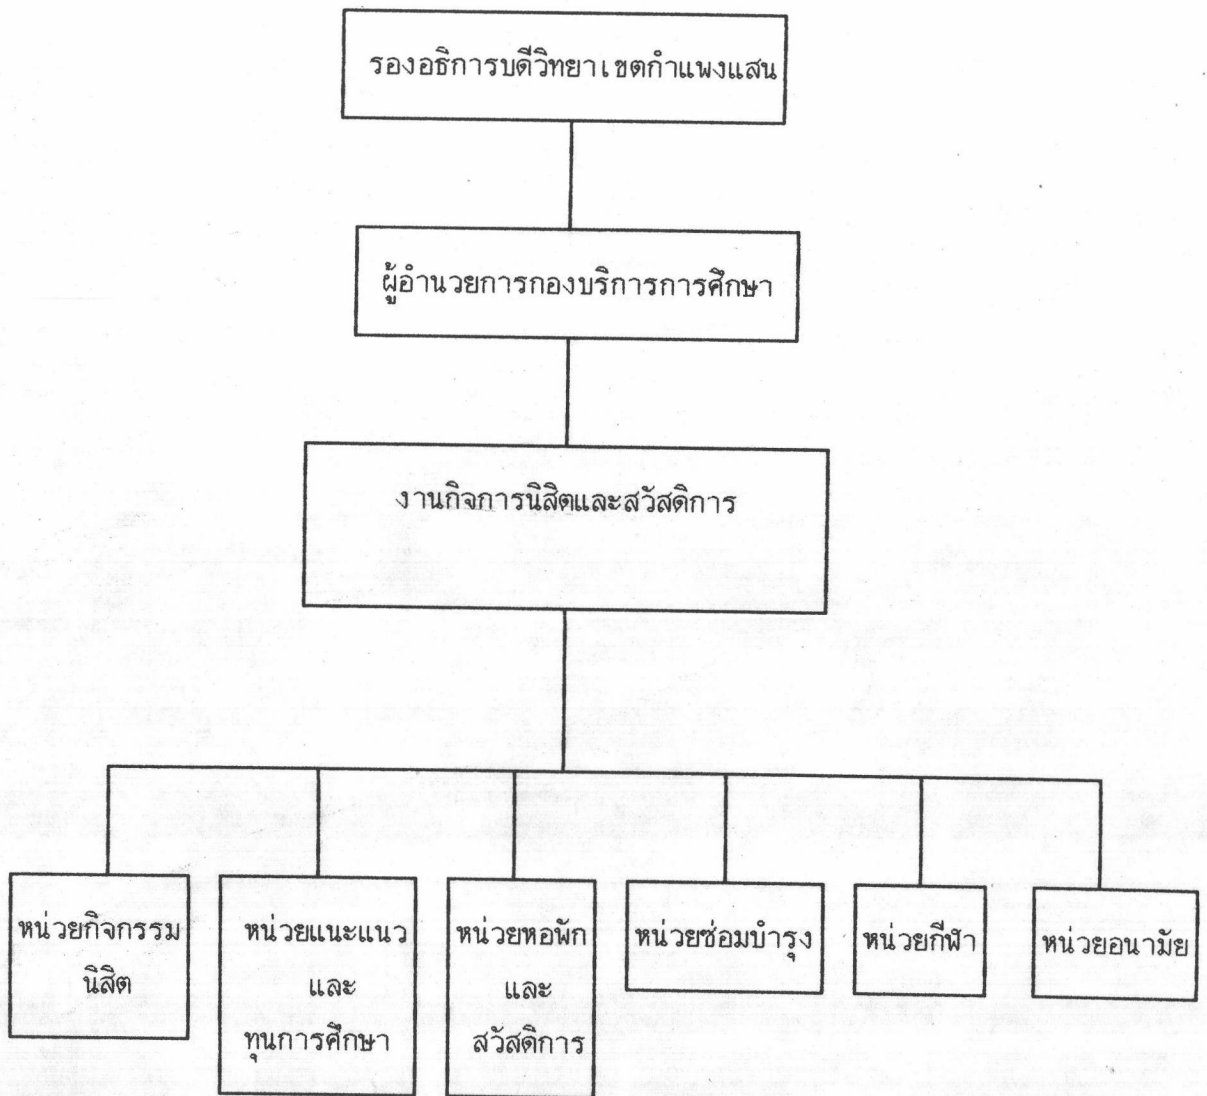 รองอธิการบดีวิทยาเขตกำแพงแสน
ผู้อำนวยการกองบริการการศึกษา
งานกิจการนิสิตและสวัสดิการ
หน่วยกิจกรรม
นิสิต
หน่วยแนะแนว
และ
ทุนการศึกษา
หน่วยหอพัก
และ
สวัสดิการ
หน่วยซ่อมบำรุง
หน่วยกีฬา
หน่วยอนามัย